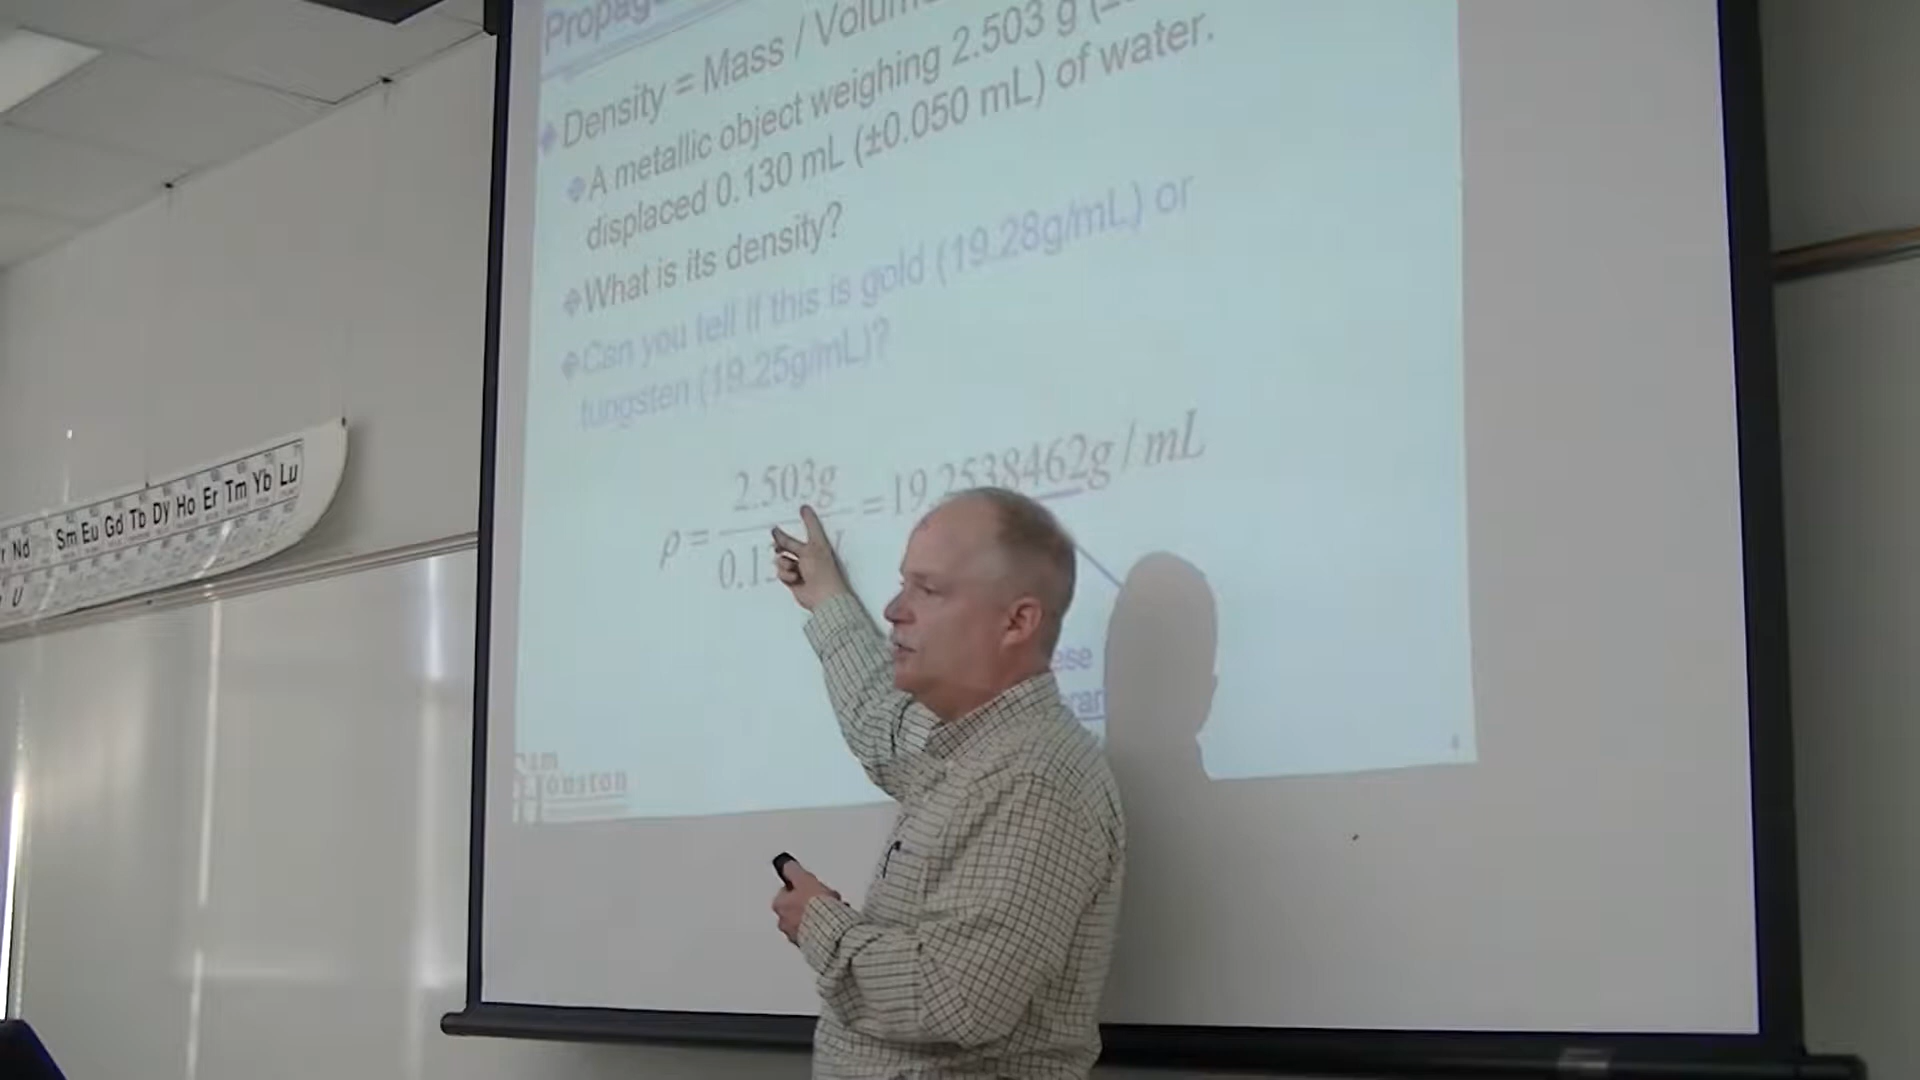 Density = Mass / Volume
A metallic object weighing 2.503 g
displaced 0.130 mL (±0.050 mL) of water.
What is its density?
Can you tell if this is gold (19.28g/mL) or
tungsten (19.25g/mL)?
ρ = 2.503g = 19.2538462g / mL
0.13
Sm Eu Gd Tb Dy Ho Er Tm Yb Lu
Nd
U
ouston